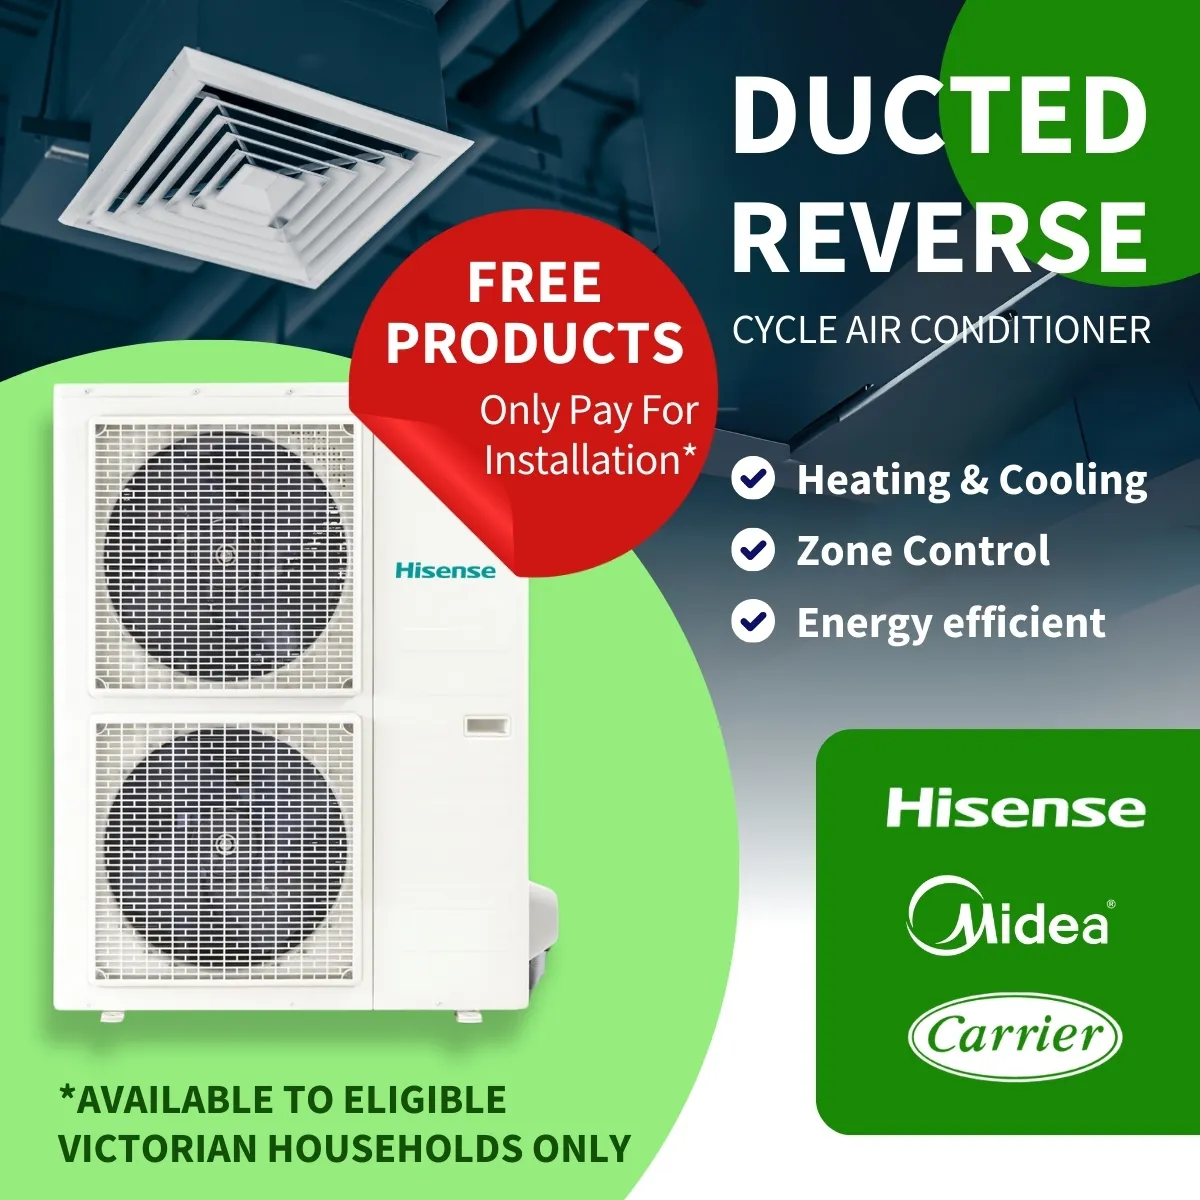 DUCTED
REVERSE
CYCLE AIR CONDITIONER
FREE
PRODUCTS
Only Pay For
Installation*
Heating & Cooling
Zone Control
Energy efficient
Hisense
Hisense
Midea®
Carrier
*AVAILABLE TO ELIGIBLE
VICTORIAN HOUSEHOLDS ONLY